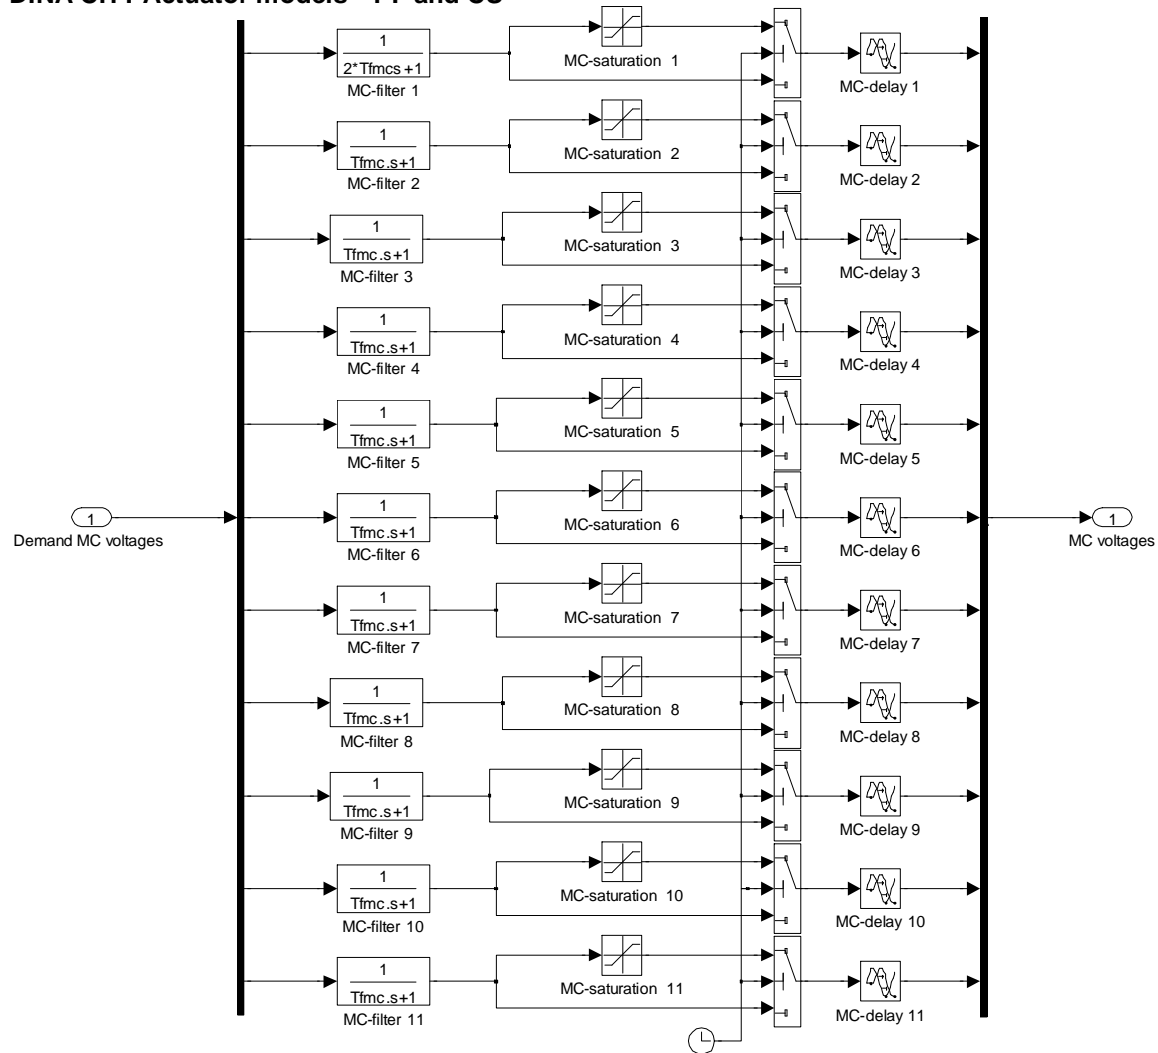 Actuator models
and
1
2*Tfmcs +1
MC-filter 1
MC-saturation 1
MC-delay 1
1
Tfmc.s+1
MC-filter 2
MC-saturation 2
MC-delay 2
1
Tfmc.s+1
MC-filter 3
MC-saturation 3
MC-delay 3
1
Tfmc.s+1
MC-filter 4
MC-saturation 4
MC-delay 4
1
Tfmc.s+1
MC-filter 5
MC-saturation 5
MC-delay 5
1
Demand MC voltages
1
Tfmc.s+1
MC-filter 6
MC-saturation 6
MC-delay 6
1
MC voltages
1
Tfmc.s+1
MC-filter 7
MC-saturation 7
MC-delay 7
1
Tfmc.s+1
MC-filter 8
MC-saturation 8
MC-delay 8
1
Tfmc.s+1
MC-filter 9
MC-saturation 9
MC-delay 9
1
Tfmc.s+1
MC-filter 10
MC-saturation 10
MC-delay 10
1
Tfmc.s+1
MC-filter 11
MC-saturation 11
MC-delay 11